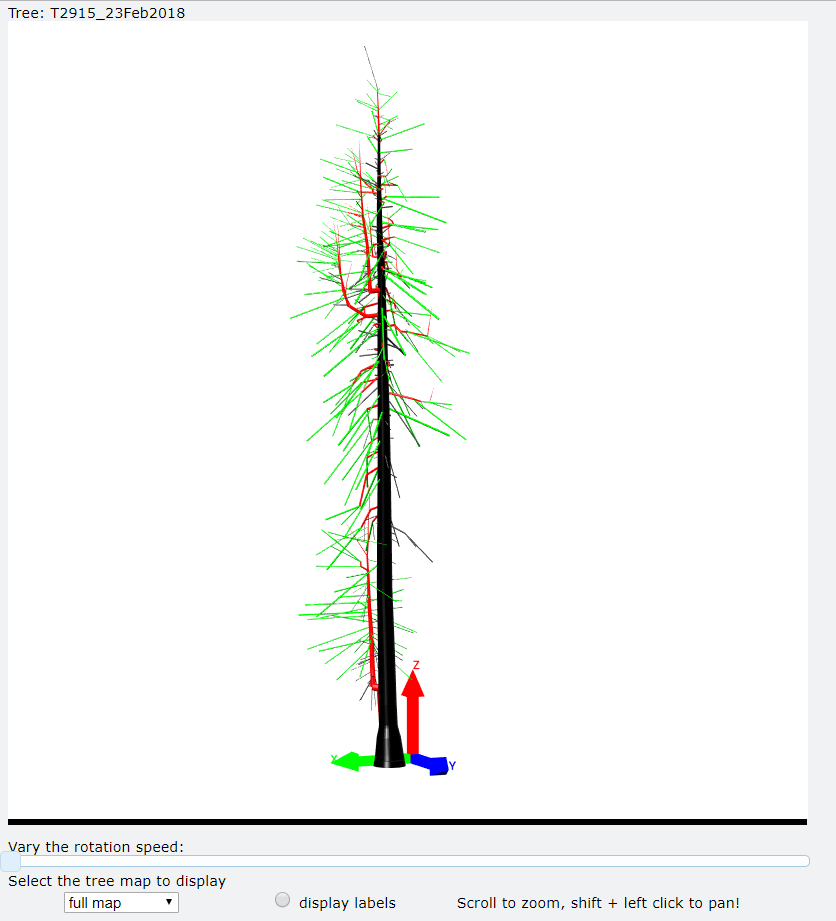 Tree: T2915_23Feb2018
Z
X
Y
Vary the rotation speed:
Select the tree map to display
full map
display labels
Scroll to zoom, shift + left click to pan!